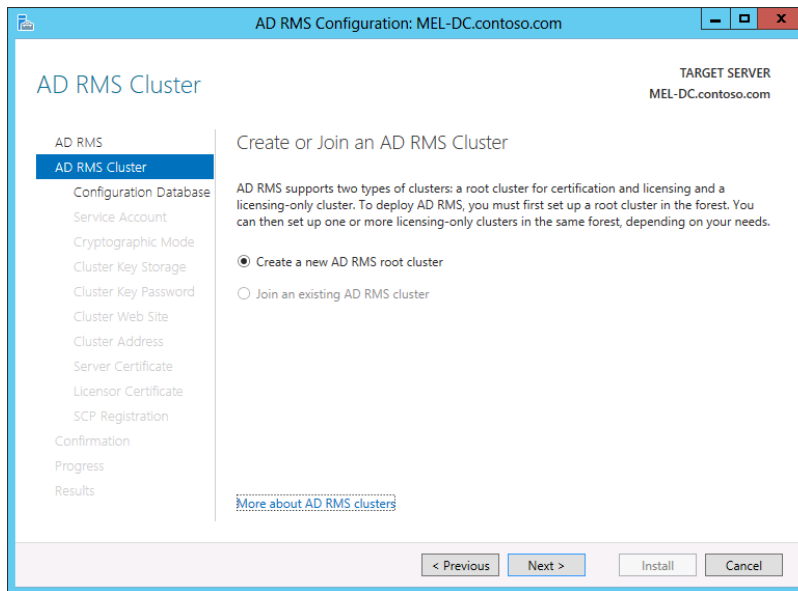 AD RMS Configuration: MEL-DC.contoso.com
AD RMS Cluster
TARGET SERVER
MEL-DC.contoso.com
AD RMS
AD RMS Cluster
Configuration Database
Service Account
Cryptographic Mode
Cluster Key Storage
Cluster Key Password
Cluster Web Site
Cluster Address
Server Certificate
Licensor Certificate
SCP Registration
Confirmation
Progress
Results
Create or Join an AD RMS Cluster
AD RMS supports two types of clusters: a root cluster for certification and licensing and a
licensing-only cluster. To deploy AD RMS, you must first set up a root cluster in the forest. You
can then set up one or more licensing-only clusters in the same forest, depending on your needs.
Create a new AD RMS root cluster
Join an existing AD RMS cluster
More about AD RMS clusters
< Previous
Next >
Install
Cancel